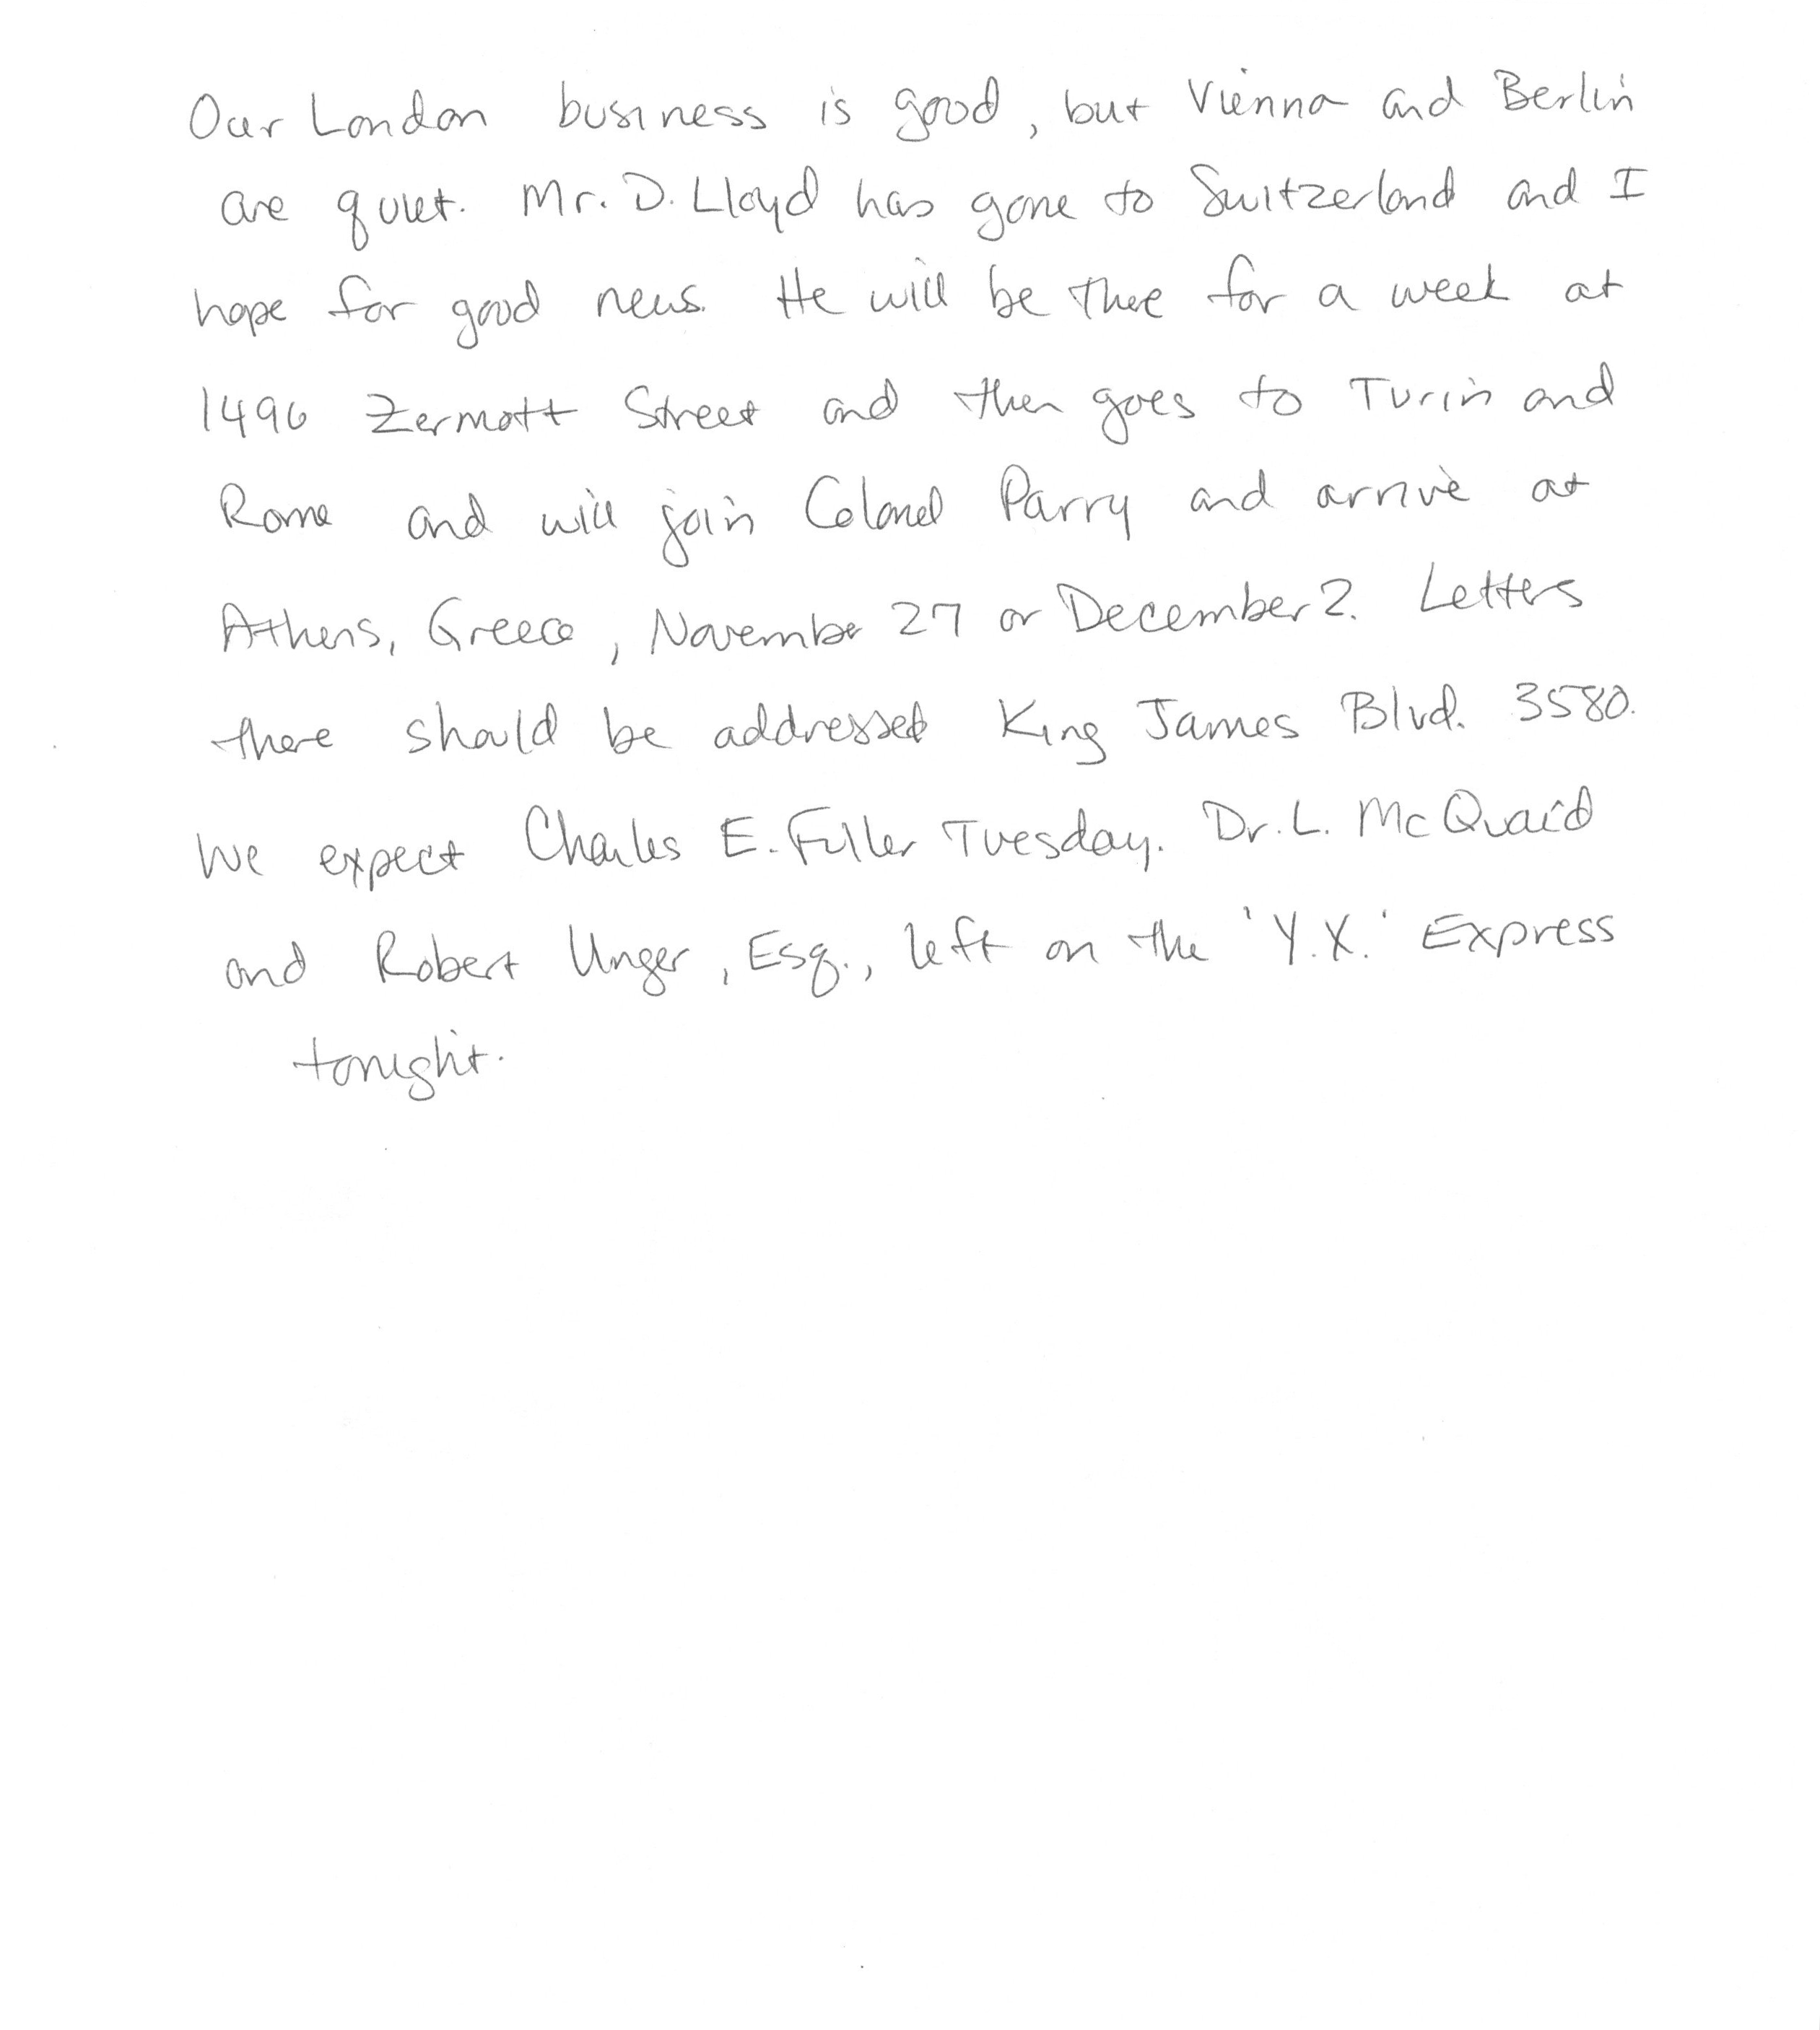 Our London business is good, but Vienna and Berlin
are quiet. Mr. D. Lloyd has gone to Switzerland and I
hope for good news. He will be there for a week at
1496 Zermott Street and then goes to Turin and
Rome and will join Colonel Parry and arrive at
Athens, Greece, November 27 or December 2. Letters
there should be addressed King James Blvd. 3580.
We expect Charles E. Fuller Tuesday. Dr. L. McQuaid
and Robert Unger, Esq., left on the 'Y.X.' Express
tonight.